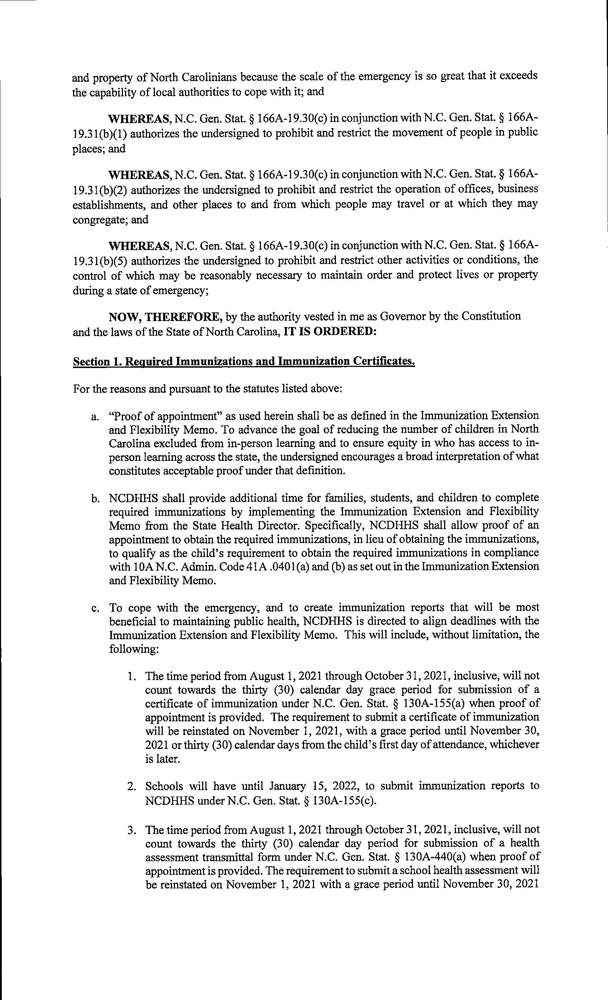 and property of North Carolinians because the scale of the emergency is so great that it exceeds
the capability of local authorities to cope with it; and
WHEREAS, N.C. Gen. Stat. § 166A-19.30(c) in conjunction with N.C. Gen. Stat. § 166A-
19.31(b)(1) authorizes the undersigned to prohibit and restrict the movement of people in public
places; and
WHEREAS, N.C. Gen. Stat. § 166A-19.30(c) in conjunction with N.C. Gen. Stat. § 166A-
19.31(b)(2) authorizes the undersigned to prohibit and restrict the operation of offices, business
establishments, and other places to and from which people may travel or at which they may
congregate; and
WHEREAS, N.C. Gen. Stat. § 166A-19.30(c) in conjunction with N.C. Gen. Stat. § 166A-
19.31(b)(5) authorizes the undersigned to prohibit and restrict other activities or conditions, the
control of which may be reasonably necessary to maintain order and protect lives or property
during a state of emergency;
NOW, THEREFORE, by the authority vested in me as Governor by the Constitution
and the laws of the State of North Carolina, IT IS ORDERED:
Section 1. Required Immunizations and Immunization Certificates.
For the reasons and pursuant to the statutes listed above:
a. “Proof of appointment” as used herein shall be as defined in the Immunization Extension
and Flexibility Memo. To advance the goal of reducing the number of children in North
Carolina excluded from in-person learning and to ensure equity in who has access to in-
person learning across the state, the undersigned encourages a broad interpretation of what
constitutes acceptable proof under that definition.
b. NCDHHS shall provide additional time for families, students, and children to complete
required immunizations by implementing the Immunization Extension and Flexibility
Memo from the State Health Director. Specifically, NCDHHS shall allow proof of an
appointment to obtain the required immunizations, in lieu of obtaining the immunizations,
to qualify as the child’s requirement to obtain the required immunizations in compliance
with 10A N.C. Admin. Code 41A .0401(a) and (b) as set out in the Immunization Extension
and Flexibility Memo.
c. To cope with the emergency, and to create immunization reports that will be most
beneficial to maintaining public health, NCDHHS is directed to align deadlines with the
Immunization Extension and Flexibility Memo. This will include, without limitation, the
following:
1. The time period from August 1, 2021 through October 31, 2021, inclusive, will not
count towards the thirty (30) calendar day grace period for submission of a
certificate of immunization under N.C. Gen. Stat. § 130A-155(a) when proof of
appointment is provided. The requirement to submit a certificate of immunization
will be reinstated on November 1, 2021, with a grace period until November 30,
2021 or thirty (30) calendar days from the child’s first day of attendance, whichever
is later.
2. Schools will have until January 15, 2022, to submit immunization reports to
NCDHHS under N.C. Gen. Stat. § 130A-155(c).
3. The time period from August 1, 2021 through October 31, 2021, inclusive, will not
count towards the thirty (30) calendar day period for submission of a health
assessment transmittal form under N.C. Gen. Stat. § 130A-440(a) when proof of
appointment is provided. The requirement to submit a school health assessment will
be reinstated on November 1, 2021 with a grace period until November 30, 2021